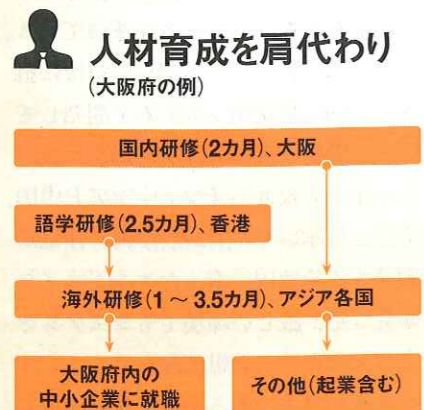 人材育成を肩代わり
(大阪府の例)
国内研修(2カ月)、大阪
語学研修(2.5カ月)、香港
海外研修(1 〜 3.5カ月)、アジア各国
大阪府内の
中小企業に就職
その他(起業含む)